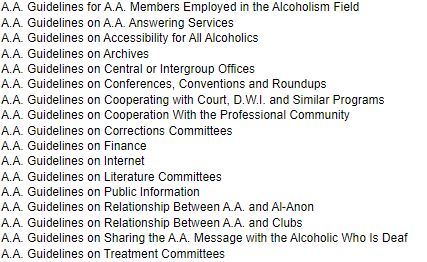 A.A. Guidelines for A.A. Members Employed in the Alcoholism Field
A.A. Guidelines on A.A. Answering Services
A.A. Guidelines on Accessibility for All Alcoholics
A.A. Guidelines on Archives
A.A. Guidelines on Central or Intergroup Offices
A.A. Guidelines on Conferences, Conventions and Roundups
A.A. Guidelines on Cooperating with Court, D.W.I. and Similar Programs
A.A. Guidelines on Cooperation With the Professional Community
A.A. Guidelines on Corrections Committees
A.A. Guidelines on Finance
A.A. Guidelines on Internet
A.A. Guidelines on Literature Committees
A.A. Guidelines on Public Information
A.A. Guidelines on Relationship Between A.A. and Al-Anon
A.A. Guidelines on Relationship Between A.A. and Clubs
A.A. Guidelines on Sharing the A.A. Message with the Alcoholic Who Is Deaf
A.A. Guidelines on Treatment Committees